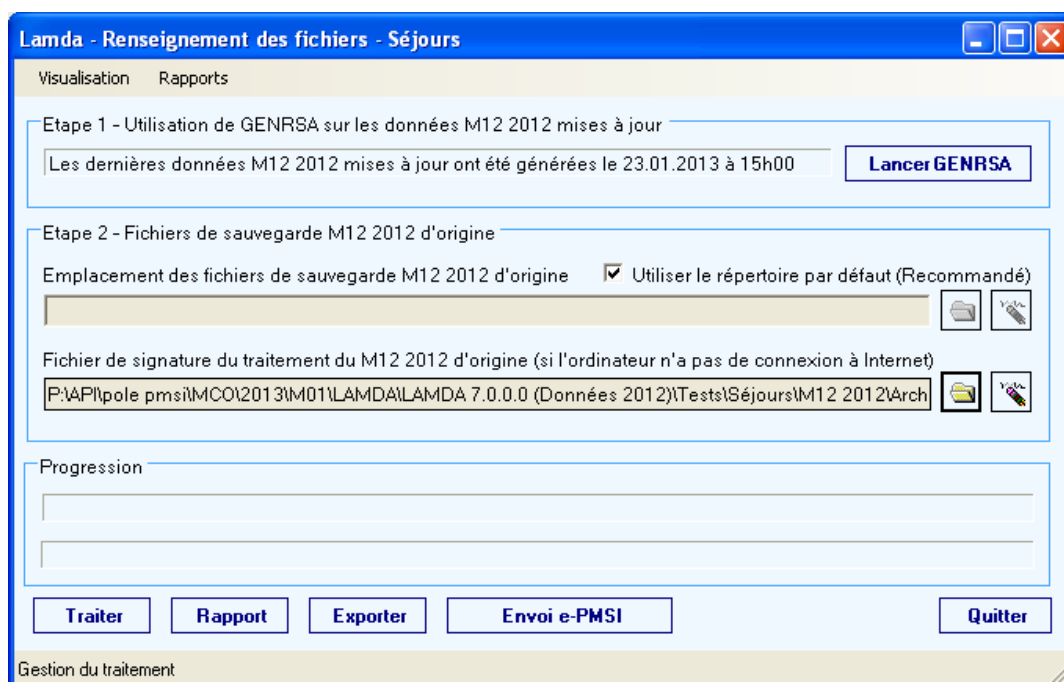 Lamda - Renseignement des fichiers - Séjours
Visualisation Rapports
Etape 1 - Utilisation de GENRSA sur les données M12 2012 mises à jour
Les dernières données M12 2012 mises à jour ont été générées le 23.01.2013 à 15h00 Lancer GENRSA
Etape 2 - Fichiers de sauvegarde M12 2012 d'origine
Emplacement des fichiers de sauvegarde M12 2012 d'origine Utiliser le répertoire par défaut (Recommandé)
Fichier de signature du traitement du M12 2012 d'origine (si l'ordinateur n'a pas de connexion à Internet)
P:\API\pole pmsi\MCO\2013\M01\LAMDA\LAMDA 7.0.0.0 (Données 2012)\Tests\Séjours\M12 2012\Arch
Progression
Traiter Rapport Exporter Envoi e-PMSI Quitter
Gestion du traitement